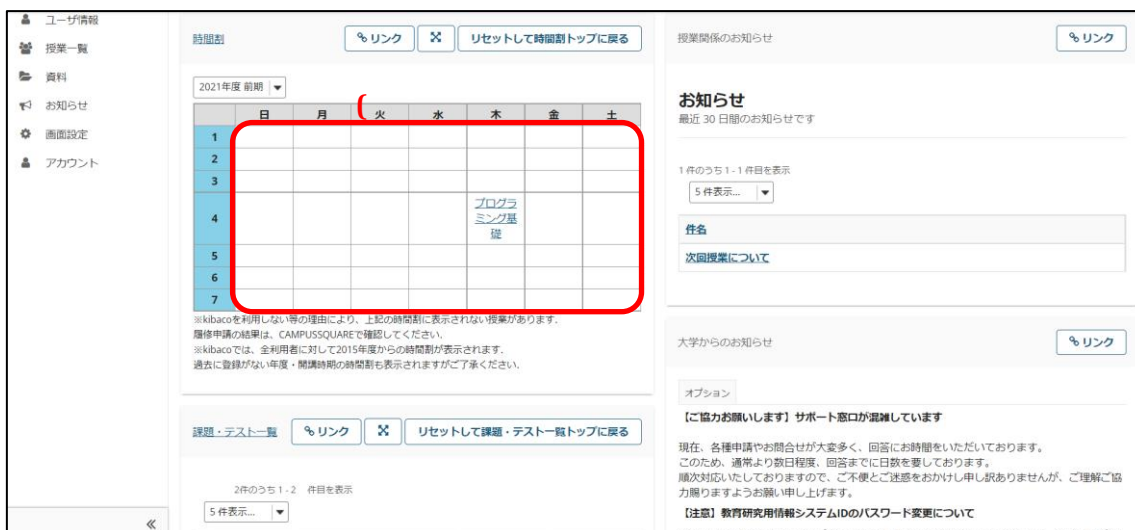 ユーザ情報
授業一覧
資料
お知らせ
画面設定
アカウント
«
時間割
リンク
リセットして時間割トップに戻る
2021年度 前期
日 月 火 水 木 金 土
1
2
3
4 プログラ
ミング基
礎
5
6
7
※kibacoを利用しない等の理由により、上記の時間割に表示されない授業があります.
履修申請の結果は、CAMPUSSQUAREで確認してください.
※kibacoでは、全利用者に対して2015年度からの時間割が表示されます.
過去に登録がない年度・開講時期の時間割も表示されますがご了承ください.
課題・テスト一覧
リンク
リセットして課題・テスト一覧トップに戻る
2件のうち 1 - 2 件目を表示
5 件表示...
授業関係のお知らせ
リンク
お知らせ
最近 30 日間のお知らせです
1 件のうち 1 - 1 件目を表示
5 件表示...
件名
次回授業について
大学からのお知らせ
リンク
オプション
【ご協力お願いします】サポート窓口が混雑しています
現在、各種申請やお問合せが大変多く、回答にお時間をいただいております。
このため、通常より数日程度、回答までに日数を要しております。
順次対応いたしておりますので、ご不便とご迷惑をおかけし申し訳ありませんが、ご理解ご協
力賜りますようお願い申し上げます。
【注意】教育研究用情報システムIDのパスワード変更について